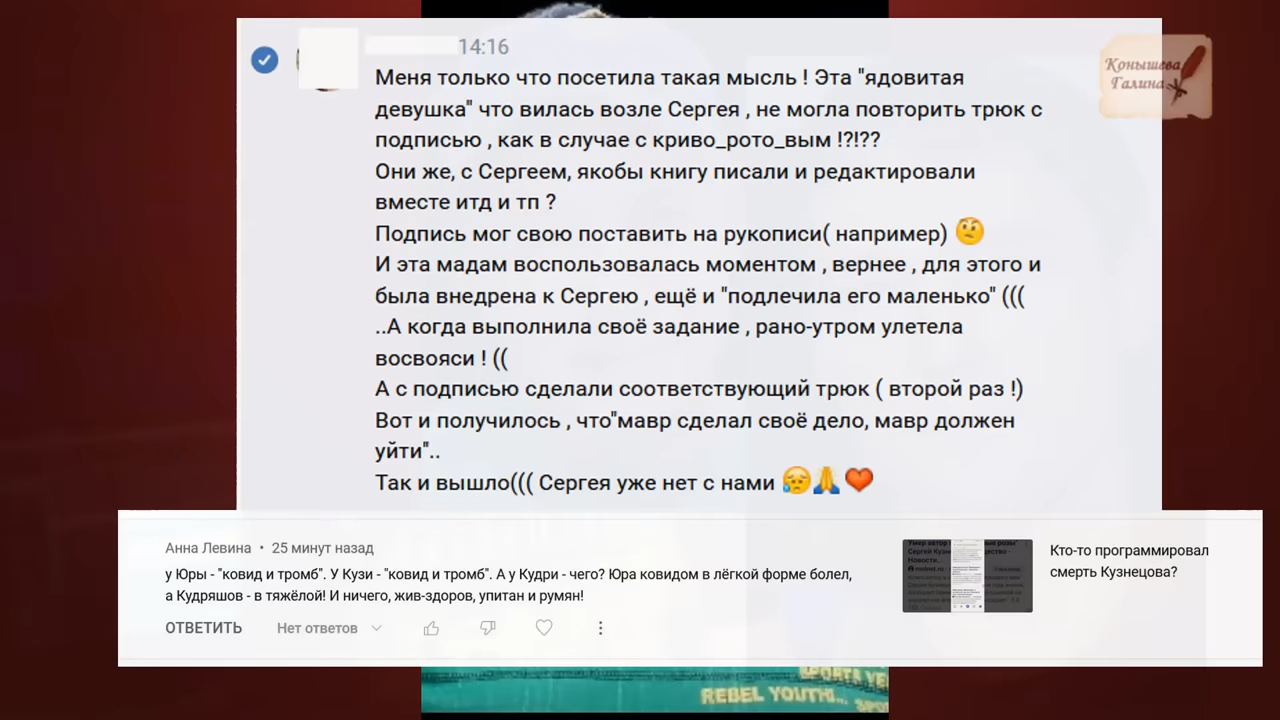 14:16
Меня только что посетила такая мысль ! Эта "ядовитая
девушка" что вилась возле Сергея , не могла повторить трюк с
подписью , как в случае с криво_рото_вым !?!??
Они же, с Сергеем, якобы книгу писали и редактировали
вместе итд и тп ?
Подпись мог свою поставить на рукописи( например) 🤨
И эта мадам воспользовалась моментом , вернее , для этого и
была внедрена к Сергею , ещё и "подлечила его маленько" (((
..А когда выполнила своё задание , рано-утром улетела
восвояси ! ((
А с подписью сделали соответствующий трюк ( второй раз !)
Вот и получилось , что"мавр сделал своё дело, мавр должен
уйти"..
Так и вышло((( Сергея уже нет с нами 😥🙏❤️
Конышева
Галина
Анна Левина • 25 минут назад
у Юры - "ковид и тромб". У Кузи - "ковид и тромб". А у Кудри - чего? Юра ковидом в лёгкой форме болел,
а Кудряшов - в тяжёлой! И ничего, жив-здоров, упитан и румян!
ОТВЕТИТЬ Нет ответов
Кто-то программировал
смерть Кузнецова?
REBEL YOUTH...